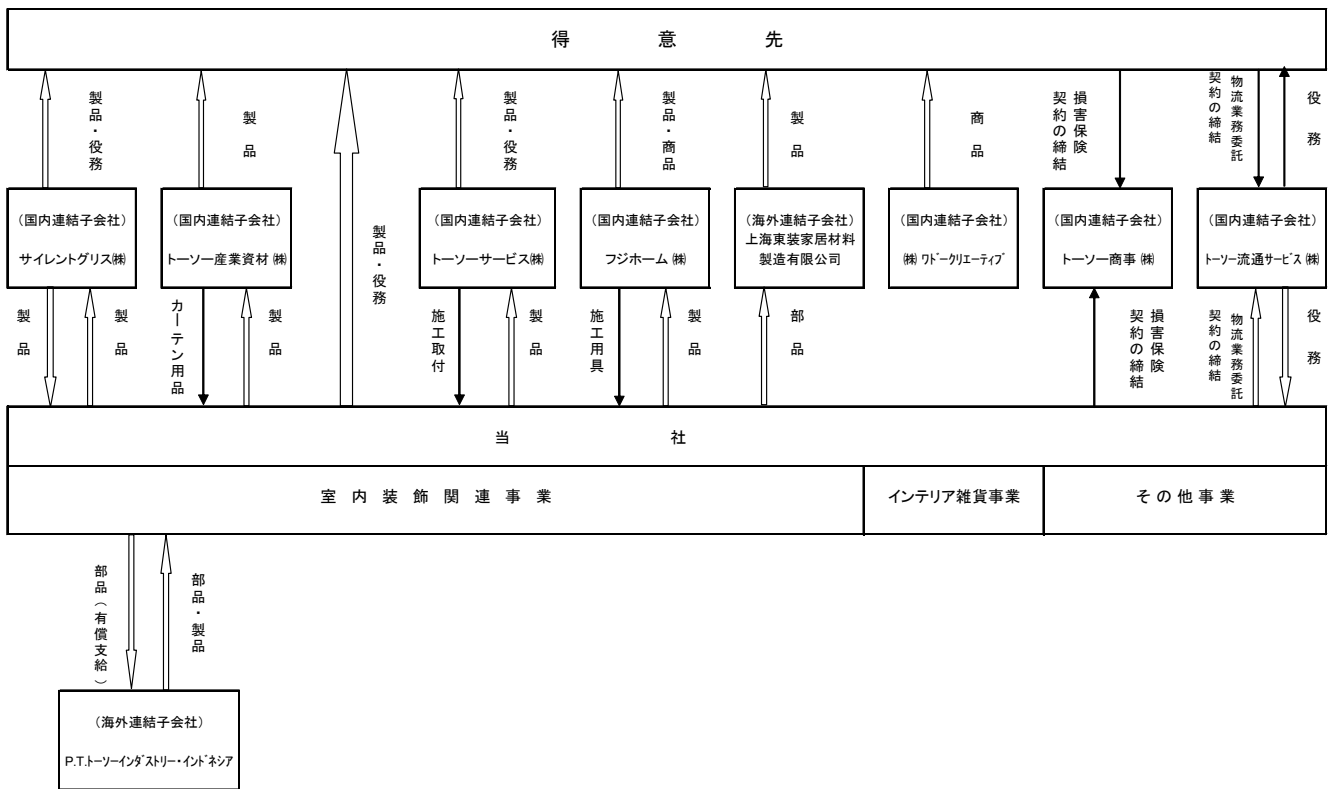 得意先
製品・役務
製品
製品・役務
製品・役務
製品・商品
製品
商品
損害保険
契約の締結
物流業務委託
契約の締結
役務
（国内連結子会社）
サイレントグリス㈱
（国内連結子会社）
トーソー産業資材 ㈱
（国内連結子会社）
トーソーサービス㈱
（国内連結子会社）
フジホーム ㈱
（海外連結子会社）
上海東装家居材料
製造有限公司
（国内連結子会社）
㈱ ワドークリエーティブ
（国内連結子会社）
トーソー商事 ㈱
（国内連結子会社）
トーソー流通サービス ㈱
製品
製品
カーテン用品
製品
施工取付
製品
施工用具
製品
部品
損害保険
契約の締結
物流業務委託
契約の締結
役務
当社
室内装飾関連事業
インテリア雑貨事業
その他事業
部品（有償支給）
部品・製品
（海外連結子会社）
P.T.トーソーインダストリー・インドネシア